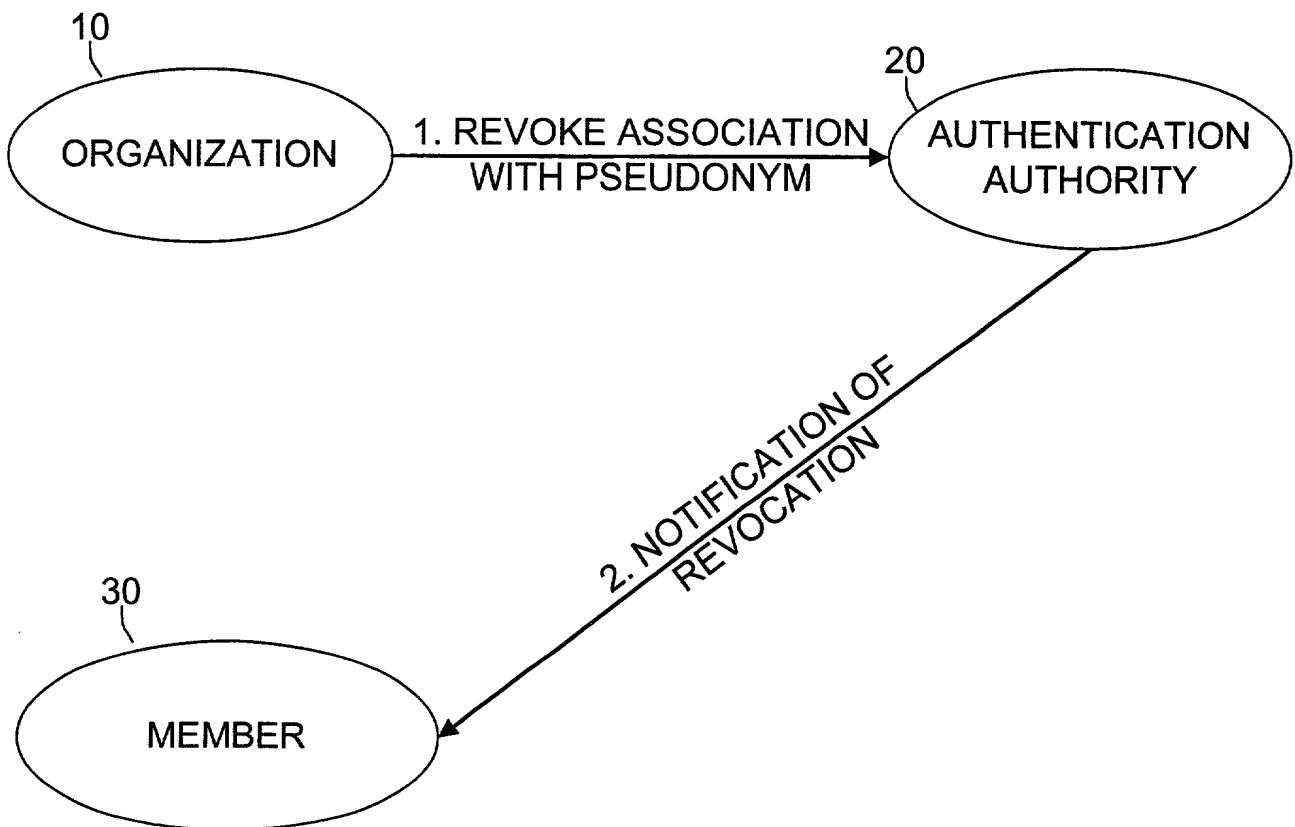 10
20
ORGANIZATION
1. REVOKE ASSOCIATION
WITH PSEUDONYM
AUTHENTICATION
AUTHORITY
2. NOTIFICATION OF
REVOCATION
30
MEMBER